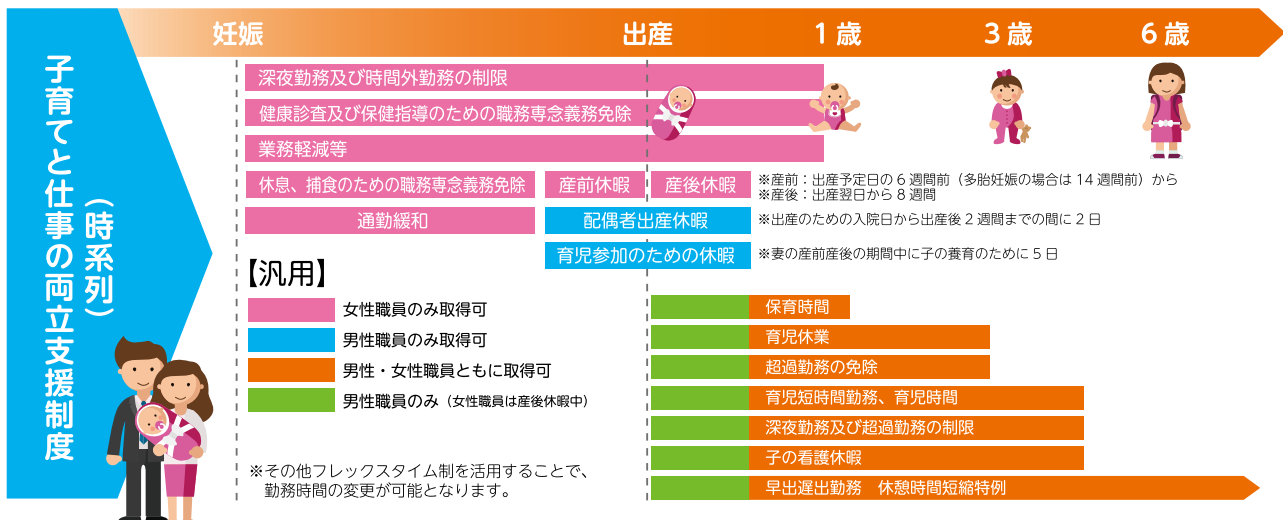 子育てと仕事の両立支援制度
(時系列)
妊娠
出産
1 歳
3 歳
6 歳
深夜勤務及び時間外勤務の制限
健康診査及び保健指導のための職務専念義務免除
業務軽減等
休息、捕食のための職務専念義務免除
産前休暇
産後休暇
※産前：出産予定日の 6 週間前（多胎妊娠の場合は 14 週間前）から
※産後：出産翌日から 8 週間
通勤緩和
配偶者出産休暇
※出産のための入院日から出産後 2 週間までの間に 2 日
育児参加のための休暇
※妻の産前産後の期間中に子の養育のために 5 日
【汎用】
女性職員のみ取得可
男性職員のみ取得可
男性・女性職員ともに取得可
男性職員のみ（女性職員は産後休暇中）
保育時間
育児休業
超過勤務の免除
育児短時間勤務、育児時間
深夜勤務及び超過勤務の制限
子の看護休暇
早出遅出勤務　休憩時間短縮特例
※その他フレックスタイム制を活用することで、
勤務時間の変更が可能となります。